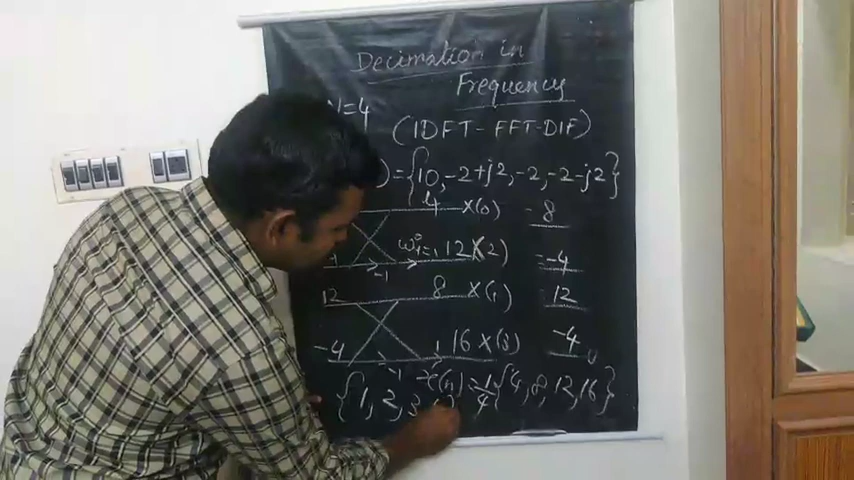 Decimation in
Frequency
N=4
(IDFT-FFT-DIF)
)={10,-2+j2,-2,-2-j2}
4 X(0) -8
w₄⁰=1 12 X(2) =-4
-1
12 8 X(1) 12
-4 1 16 X(3) -4
-1 x(n)=1/4{4,8,12,16}
{1,2,3